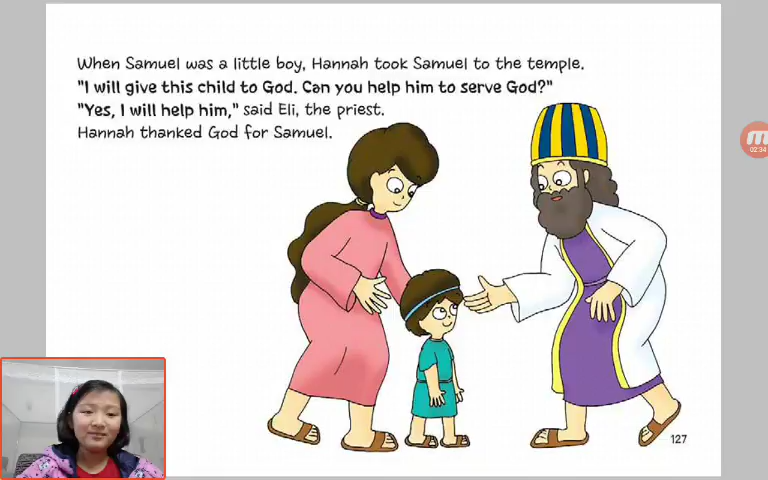 When Samuel was a little boy, Hannah took Samuel to the temple.
"I will give this child to God. Can you help him to serve God?"
"Yes, I will help him," said Eli, the priest.
Hannah thanked God for Samuel.
02:34
127